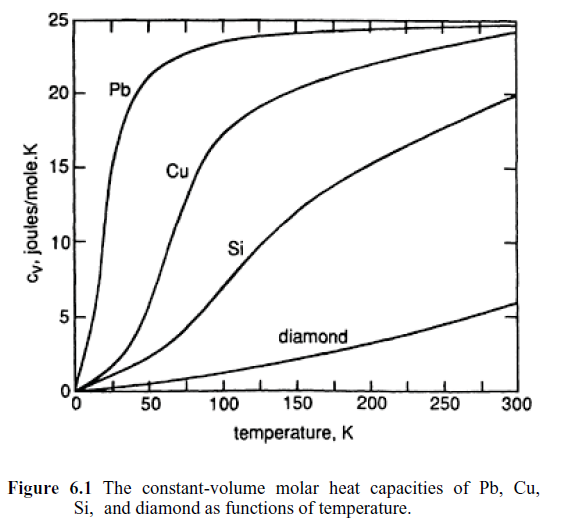 25
20
15
10
5
0
cv, joules/mole.K
Pb
Cu
Si
diamond
0 50 100 150 200 250 300
temperature, K
Figure 6.1 The constant-volume molar heat capacities of Pb, Cu,
Si, and diamond as functions of temperature.